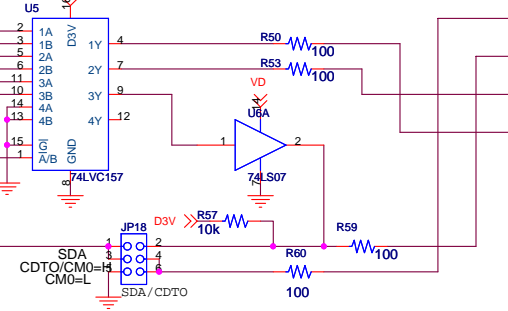 U5
16
D3V
2 1A 1Y 4
3 1B
5 2A 2Y 7
6 2B
11 3A 3Y 9
10 3B
14 4A 4Y 12
13 4B
15 G
1 A/B
GND
8
74LVC157
R50
100
R53
100
VD
14
U6A
1 2
7
74LS07
D3V R57
10k
R59
100
JP18
1 2
3 4
5 6
SDA
CDTO/CM0=H
CM0=L
SDA/CDTO
R60
100